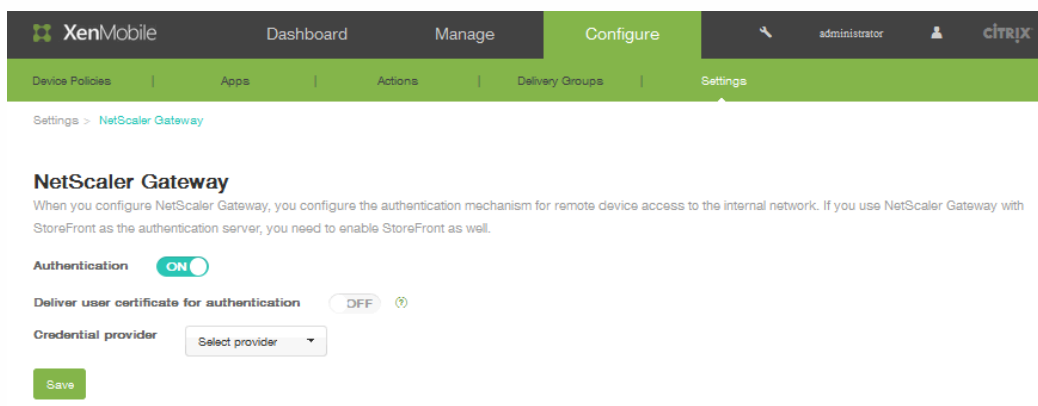 XenMobile Dashboard Manage Configure administrator CİTRIX
Device Policies | Apps | Actions | Delivery Groups | Settings
Settings > NetScaler Gateway
NetScaler Gateway
When you configure NetScaler Gateway, you configure the authentication mechanism for remote device access to the internal network. If you use NetScaler Gateway with
StoreFront as the authentication server, you need to enable StoreFront as well.
Authentication ON
Deliver user certificate for authentication OFF ?
Credential provider Select provider
Save